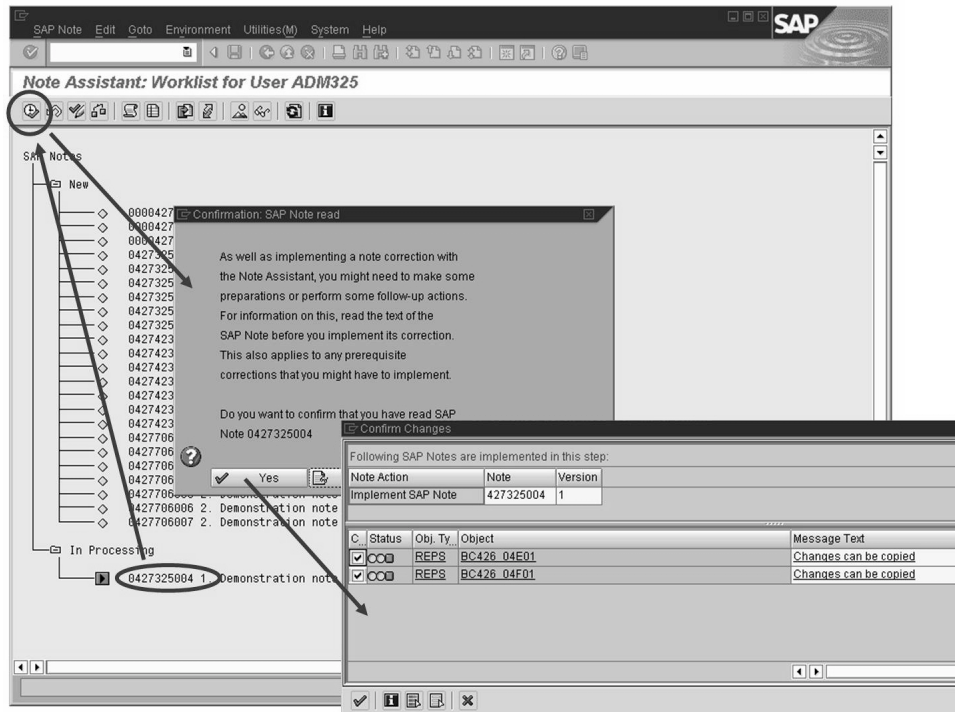 SAP Note Edit Goto Environment Utilities(M) System Help
SAP
Note Assistant: Worklist for User ADM325
SAP Notes
New
0000427
0000427
0000427
0427325
0427325
0427325
0427325
0427325
0427325
0427423
0427423
0427423
0427423
0427423
0427423
0427423
0427706
0427706
0427706
0427706
0427706006 2. Demonstration note
0427706007 2. Demonstration note
In Processing
0427325004 1. Demonstration note
Confirmation: SAP Note read
As well as implementing a note correction with
the Note Assistant, you might need to make some
preparations or perform some follow-up actions.
For information on this, read the text of the
SAP Note before you implement its correction.
This also applies to any prerequisite
corrections that you might have to implement.
Do you want to confirm that you have read SAP
Note 0427325004
Yes
Confirm Changes
Following SAP Notes are implemented in this step:
Note Action Note Version
Implement SAP Note 427325004 1
C... Status Obj. Ty... Object Message Text
REPS BC426_04E01 Changes can be copied
REPS BC426_04F01 Changes can be copied